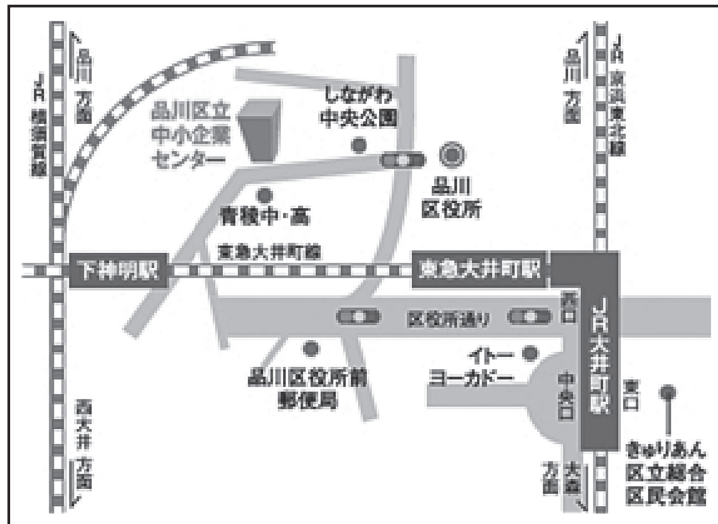 品川方面
JR横須賀線
品川区立
中小企業
センター
しながわ
中央公園
品川
区役所
青稜中・高
品川方面
JR京浜東北線
東急大井町線
下神明駅
東急大井町駅
区役所通り
西口
JR大井町駅
イトー
ヨーカドー
中央口
東口
品川区役所前
郵便局
西大井方面
大森方面
きゅりあん
区立総合
区民会館